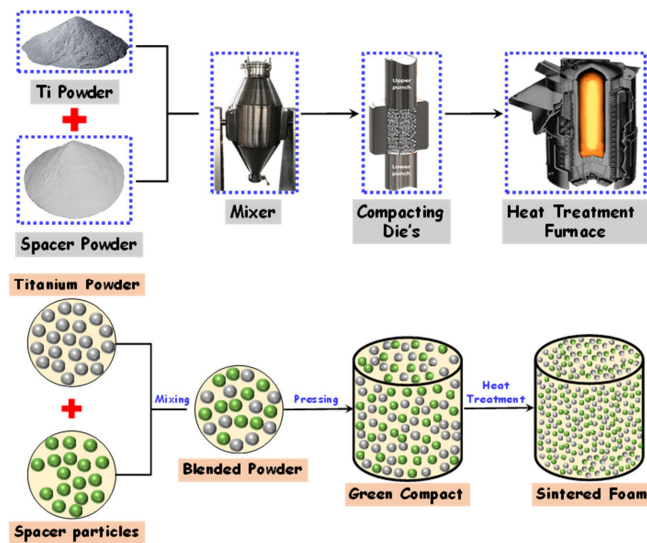 Ti Powder
Spacer Powder
Mixer
Upper
punch
Lower
punch
Compacting
Die's
Heat Treatment
Furnace
Titanium Powder
Spacer particles
Mixing
Blended Powder
Pressing
Green Compact
Heat
Treatment
Sintered Foam